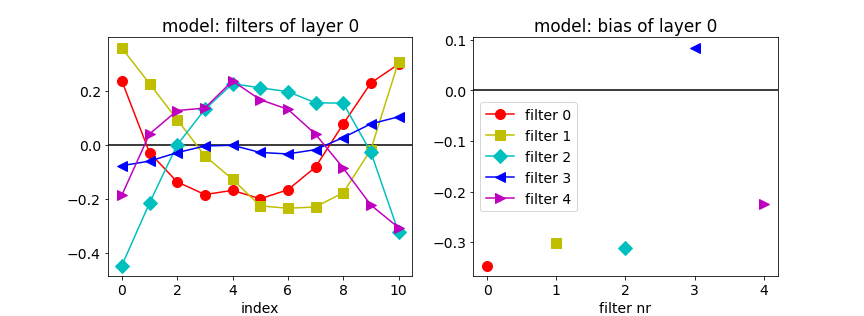 model: filters of layer 0
0.2
0.0
−0.2
−0.4
0 2 4 6 8 10
index
model: bias of layer 0
0.1
0.0
−0.1
−0.2
−0.3
filter 0
filter 1
filter 2
filter 3
filter 4
0 1 2 3 4
filter nr